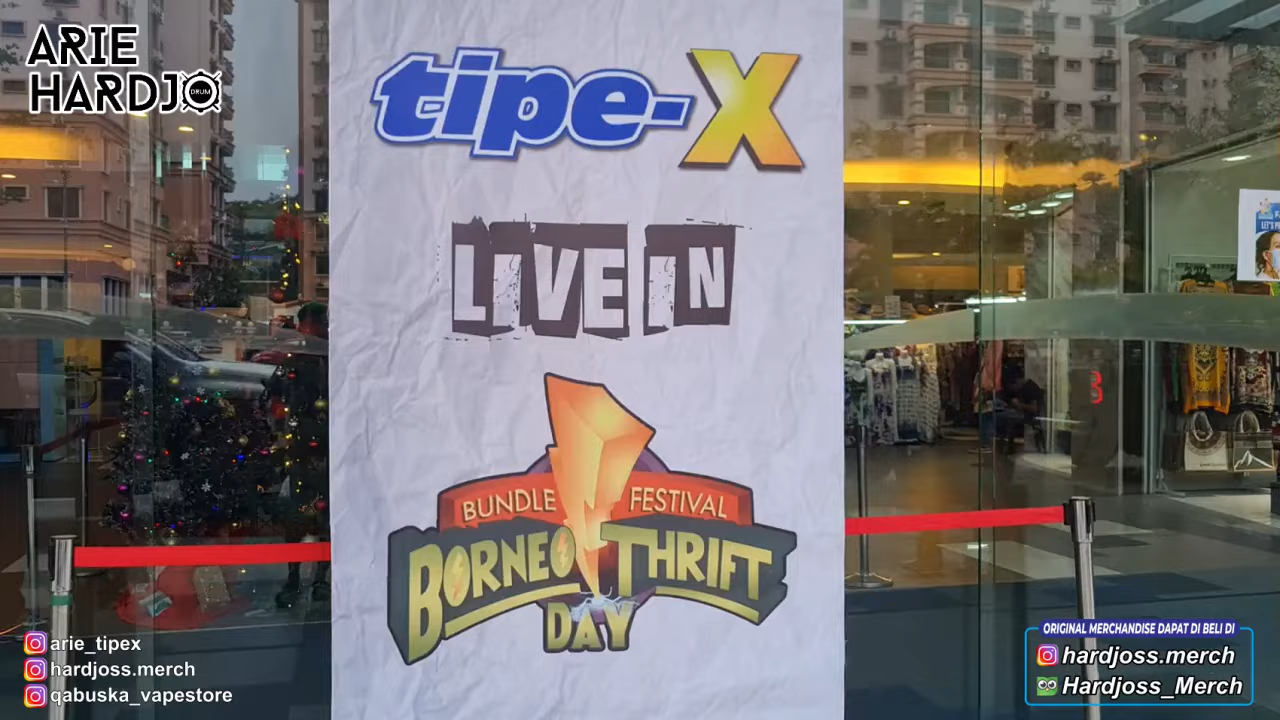 ARIE
HARDJO
DRUM
tipe-X
LIVE IN
BUNDLE FESTIVAL
BORNEO THRIFT
DAY
arie_tipex
hardjoss.merch
qabuska_vapestore
ORIGINAL MERCHANDISE DAPAT DI BELI DI
hardjoss.merch
Hardjoss_Merch